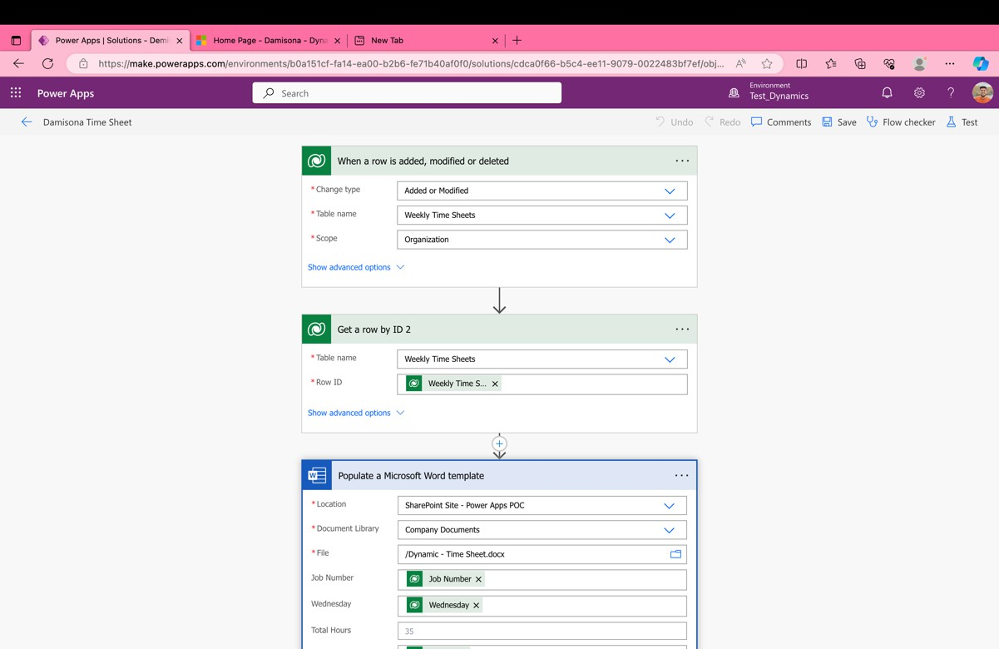 Power Apps | Solutions - Demi
Home Page - Damisona - Dyna
New Tab
https://make.powerapps.com/environments/b0a151cf-fa14-ea00-b2b6-fe71b40af0f0/solutions/cdca0f66-b5c4-ee11-9079-0022483bf7ef/obj...
Power Apps
Search
Environment
Test_Dynamics
Damisona Time Sheet
Undo
Redo
Comments
Save
Flow checker
Test
When a row is added, modified or deleted
* Change type
Added or Modified
* Table name
Weekly Time Sheets
* Scope
Organization
Show advanced options
Get a row by ID 2
* Table name
Weekly Time Sheets
* Row ID
Weekly Time S...
Show advanced options
Populate a Microsoft Word template
* Location
SharePoint Site - Power Apps POC
* Document Library
Company Documents
* File
/Dynamic - Time Sheet.docx
Job Number
Job Number
Wednesday
Wednesday
Total Hours
35